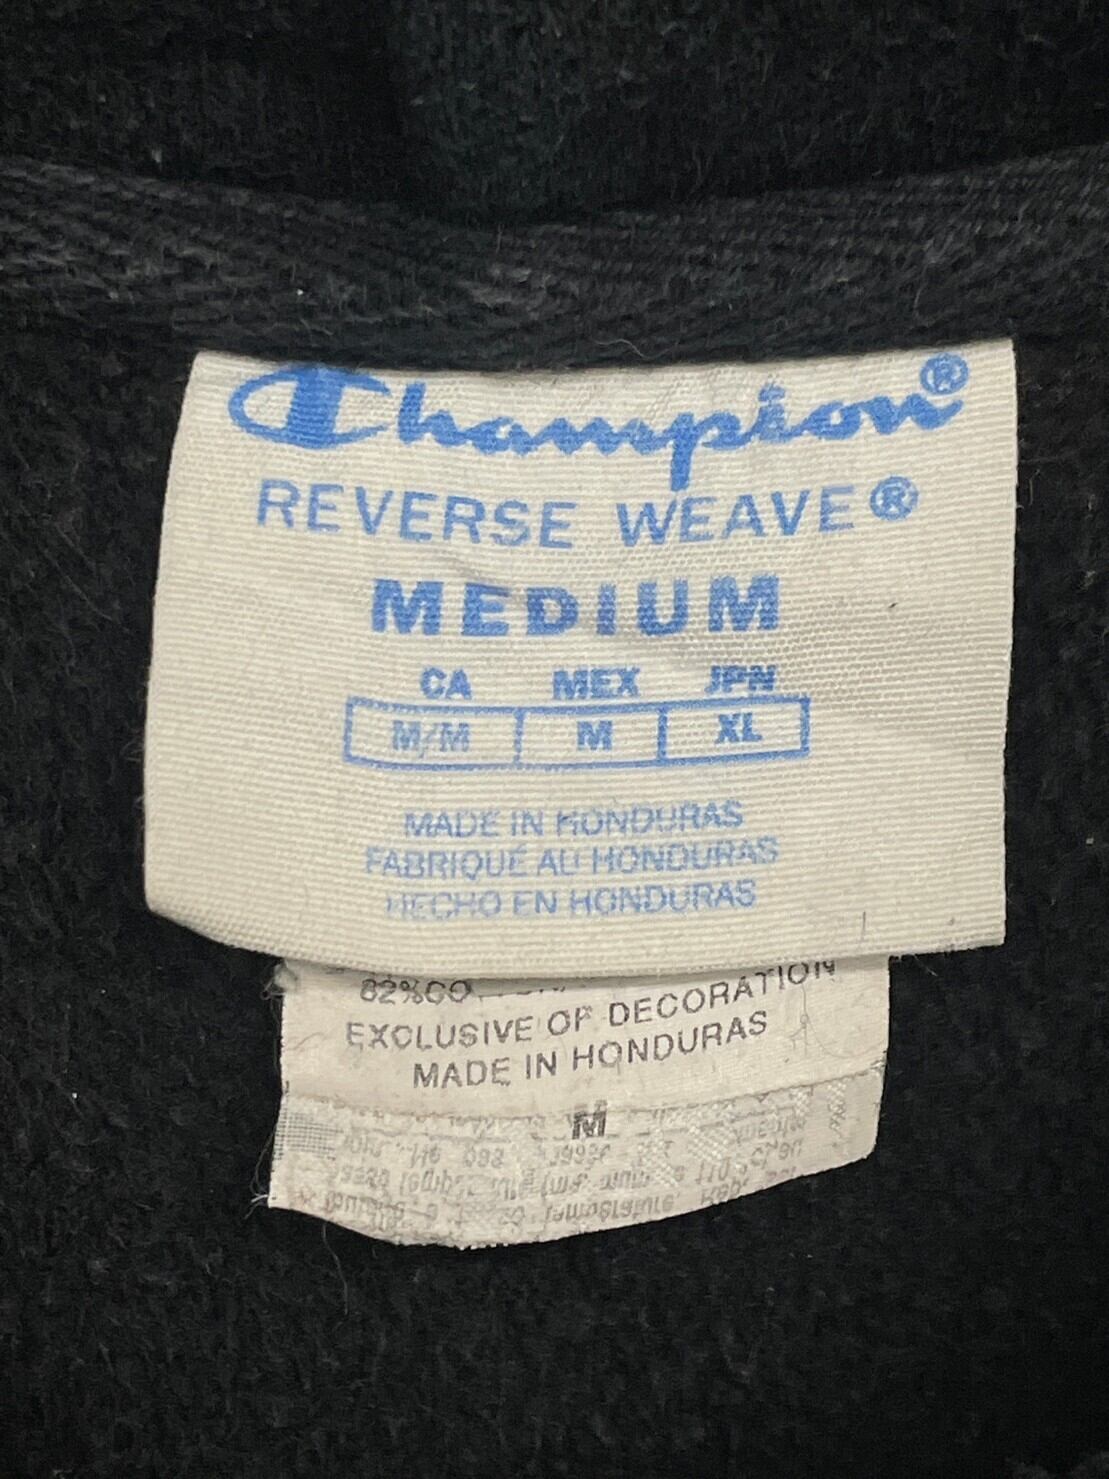 Champion®
REVERSE WEAVE®
MEDIUM
CA MEX JPN
M/M M XL
MADE IN HONDURAS
FABRIQUÉ AU HONDURAS
HECHO EN HONDURAS
EXCLUSIVE OF DECORATION
MADE IN HONDURAS
M